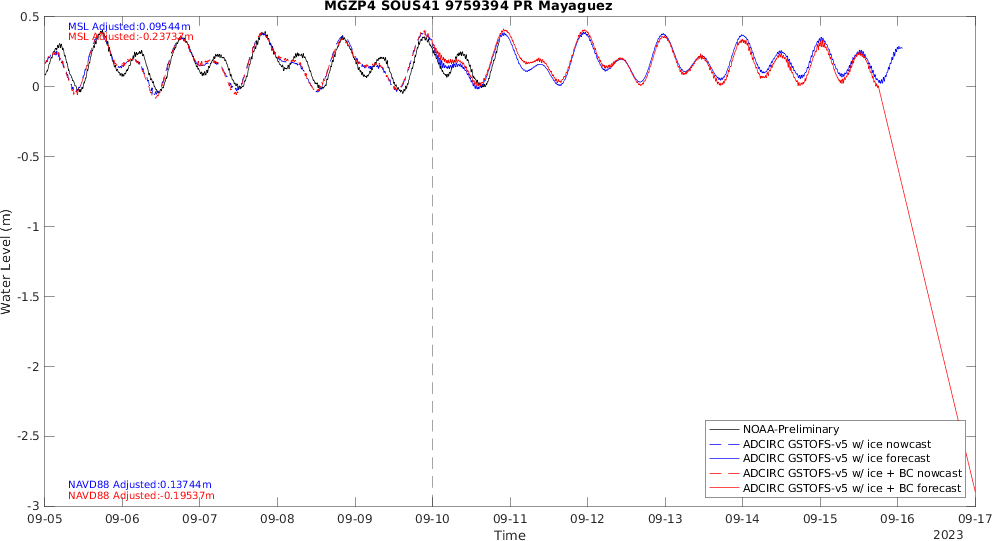 MGZP4 SOUS41 9759394 PR Mayaguez
MSL Adjusted:0.09544m
MSL Adjusted:-0.23737m
0.5
0
-0.5
-1
-1.5
-2
-2.5
-3
Water Level (m)
NOAA-Preliminary
ADCIRC GSTOFS-v5 w/ ice nowcast
ADCIRC GSTOFS-v5 w/ ice forecast
ADCIRC GSTOFS-v5 w/ ice + BC nowcast
ADCIRC GSTOFS-v5 w/ ice + BC forecast
NAVD88 Adjusted:0.13744m
NAVD88 Adjusted:-0.19537m
09-05 09-06 09-07 09-08 09-09 09-10 09-11 09-12 09-13 09-14 09-15 09-16 09-17
Time
2023